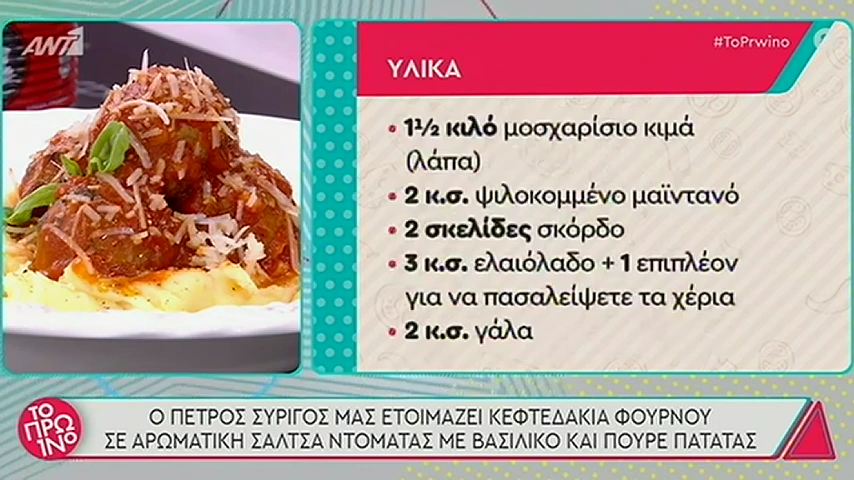 ANT1
#ToPrwino
ΥΛΙΚΑ
• 1½ κιλό μοσχαρίσιο κιμά
(λάπα)
• 2 κ.σ. ψιλοκομμένο μαϊντανό
• 2 σκελίδες σκόρδο
• 3 κ.σ. ελαιόλαδο + 1 επιπλέον
για να πασαλείψετε τα χέρια
• 2 κ.σ. γάλα
ΤΟ
ΠΡΩ
ΙΝΟ
Ο ΠΕΤΡΟΣ ΣΥΡΙΓΟΣ ΜΑΣ ΕΤΟΙΜΑΖΕΙ ΚΕΦΤΕΔΑΚΙΑ ΦΟΥΡΝΟΥ
ΣΕ ΑΡΩΜΑΤΙΚΗ ΣΑΛΤΣΑ ΝΤΟΜΑΤΑΣ ΜΕ ΒΑΣΙΛΙΚΟ ΚΑΙ ΠΟΥΡΕ ΠΑΤΑΤΑΣ